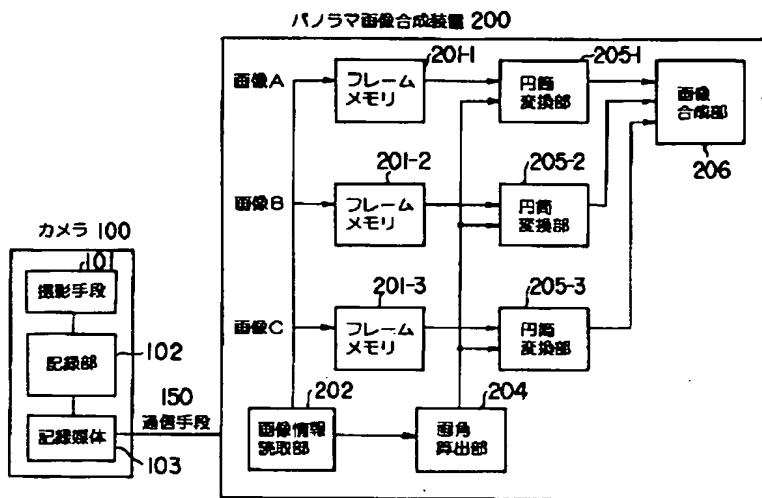 パノラマ画像合成装置 200
201-1
205-1
画像A
フレーム
メモリ
円筒
変換部
画像
合成部
206
201-2
205-2
画像B
フレーム
メモリ
円筒
変換部
カメラ 100
101
撮影手段
201-3
205-3
画像C
フレーム
メモリ
円筒
変換部
記録部
102
150
通信手段
202
204
記録媒体
103
画像情報
読取部
画角
算出部